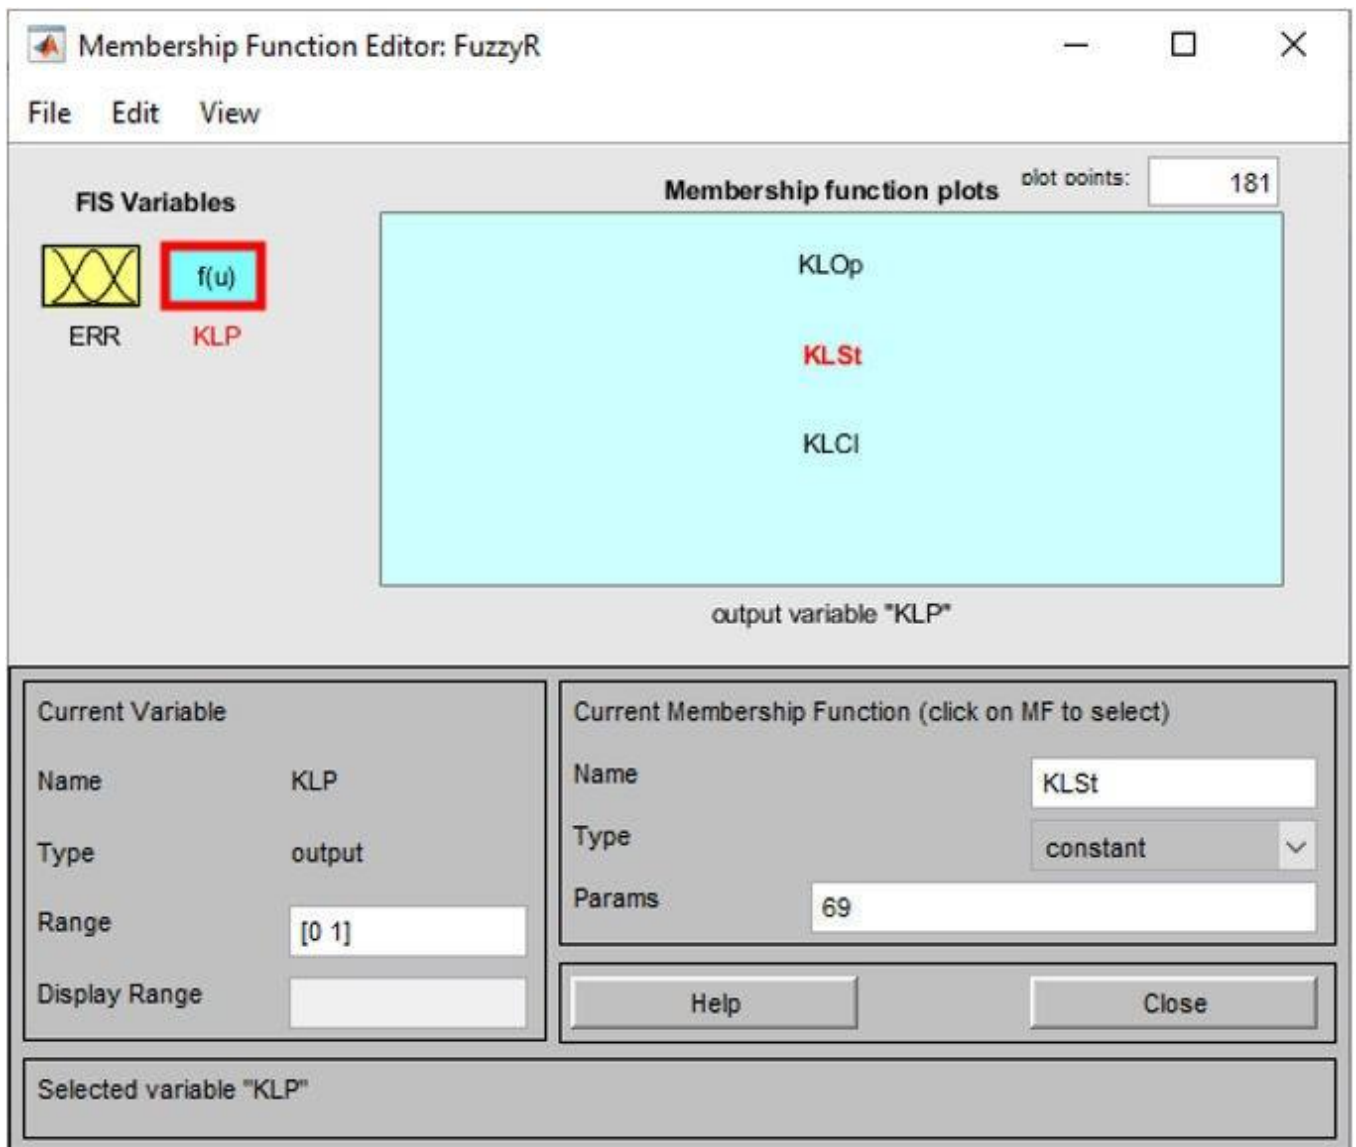 Membership Function Editor: FuzzyR
File Edit View
FIS Variables
f(u)
ERR KLP
Membership function plots plot points: 181
KLOp
KLSt
KLCl
output variable "KLP"
Current Variable
Name KLP
Type output
Range [0 1]
Display Range
Current Membership Function (click on MF to select)
Name KLSt
Type constant
Params 69
Help Close
Selected variable "KLP"